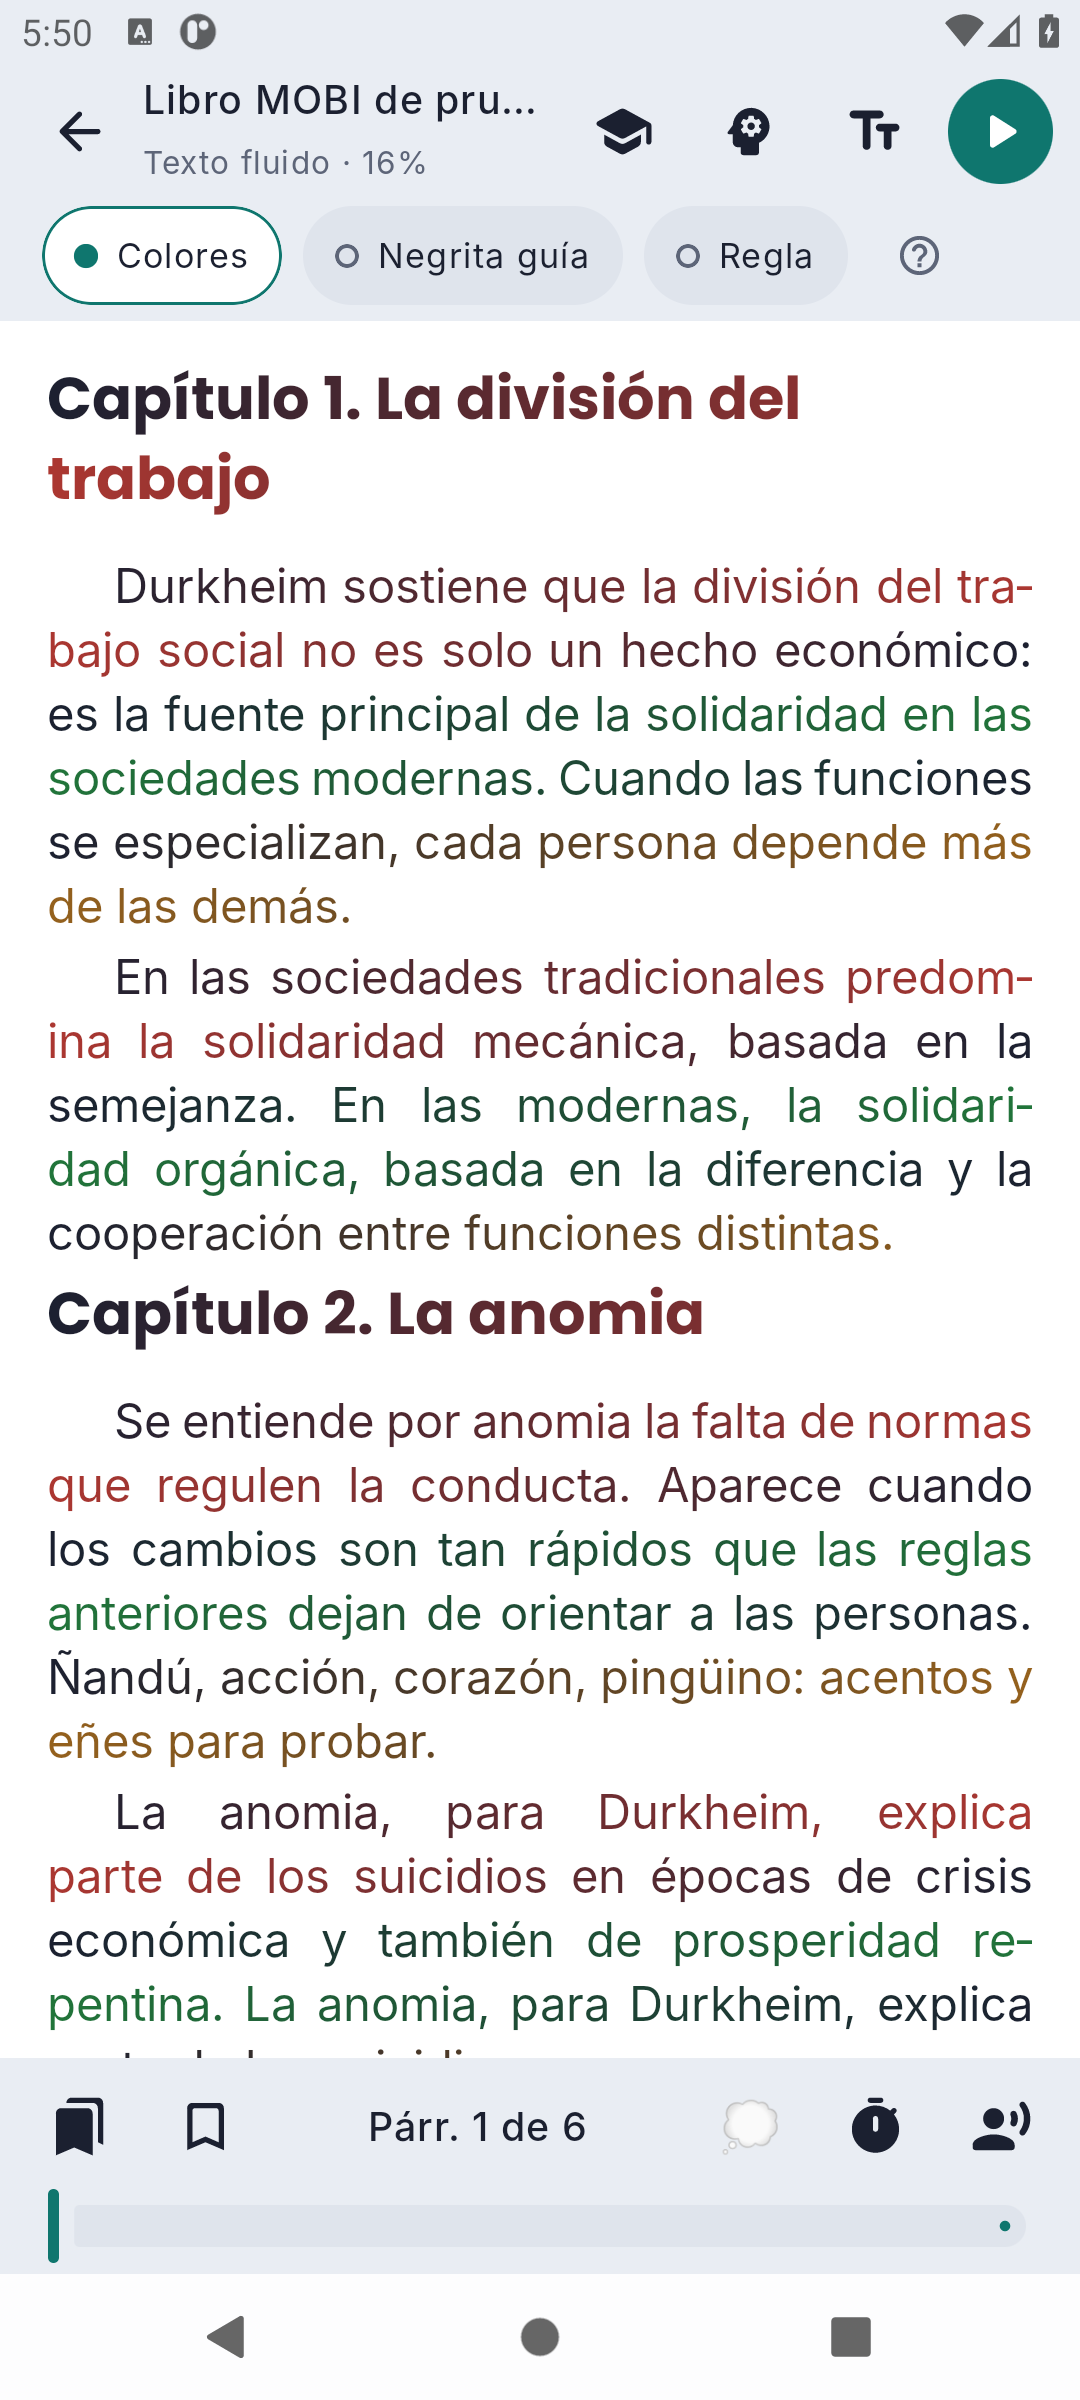 5:50
Libro MOBI de pru...
Texto fluido · 16%
Colores
Negrita guía
Regla
Capítulo 1. La división del
trabajo
Durkheim sostiene que la división del tra-
bajo social no es solo un hecho económico:
es la fuente principal de la solidaridad en las
sociedades modernas. Cuando las funciones
se especializan, cada persona depende más
de las demás.
En las sociedades tradicionales predom-
ina la solidaridad mecánica, basada en la
semejanza. En las modernas, la solidari-
dad orgánica, basada en la diferencia y la
cooperación entre funciones distintas.
Capítulo 2. La anomia
Se entiende por anomia la falta de normas
que regulen la conducta. Aparece cuando
los cambios son tan rápidos que las reglas
anteriores dejan de orientar a las personas.
Ñandú, acción, corazón, pingüino: acentos y
eñes para probar.
La anomia, para Durkheim, explica
parte de los suicidios en épocas de crisis
económica y también de prosperidad re-
pentina. La anomia, para Durkheim, explica
Párr. 1 de 6